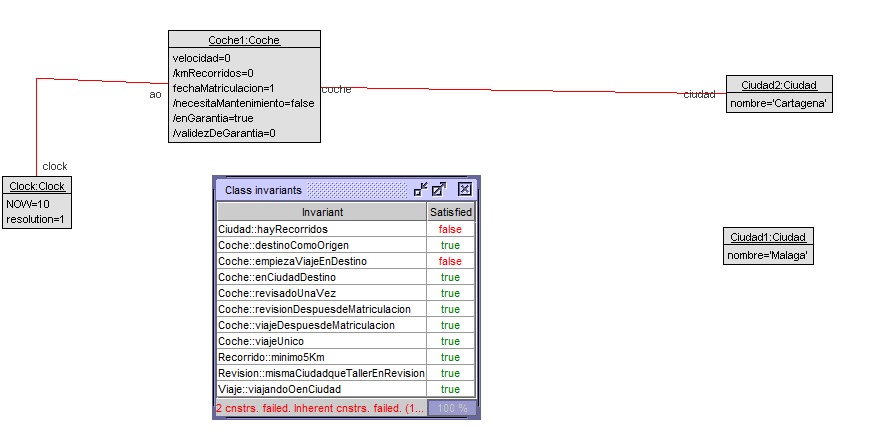 Coche1:Coche
velocidad=0
/kmRecorridos=0
fechaMatriculacion=1
/necesitaMantenimiento=false
/enGarantia=true
/validezDeGarantia=0
ao
coche
ciudad
Ciudad2:Ciudad
nombre='Cartagena'
clock
Clock:Clock
NOW=10
resolution=1
Ciudad1:Ciudad
nombre='Malaga'
Class invariants
Invariant Satisfied
Ciudad::hayRecorridos false
Coche::destinoComoOrigen true
Coche::empiezaViajeEnDestino false
Coche::enCiudadDestino true
Coche::revisadoUnaVez true
Coche::revisionDespuesdeMatriculacion true
Coche::viajeDespuesdeMatriculacion true
Coche::viajeUnico true
Recorrido::minimo5Km true
Revision::mismaCiudadqueTallerEnRevision true
Viaje::viajandoOenCiudad true
2 cnstrs. failed. Inherent cnstrs. failed. (1... 100 %